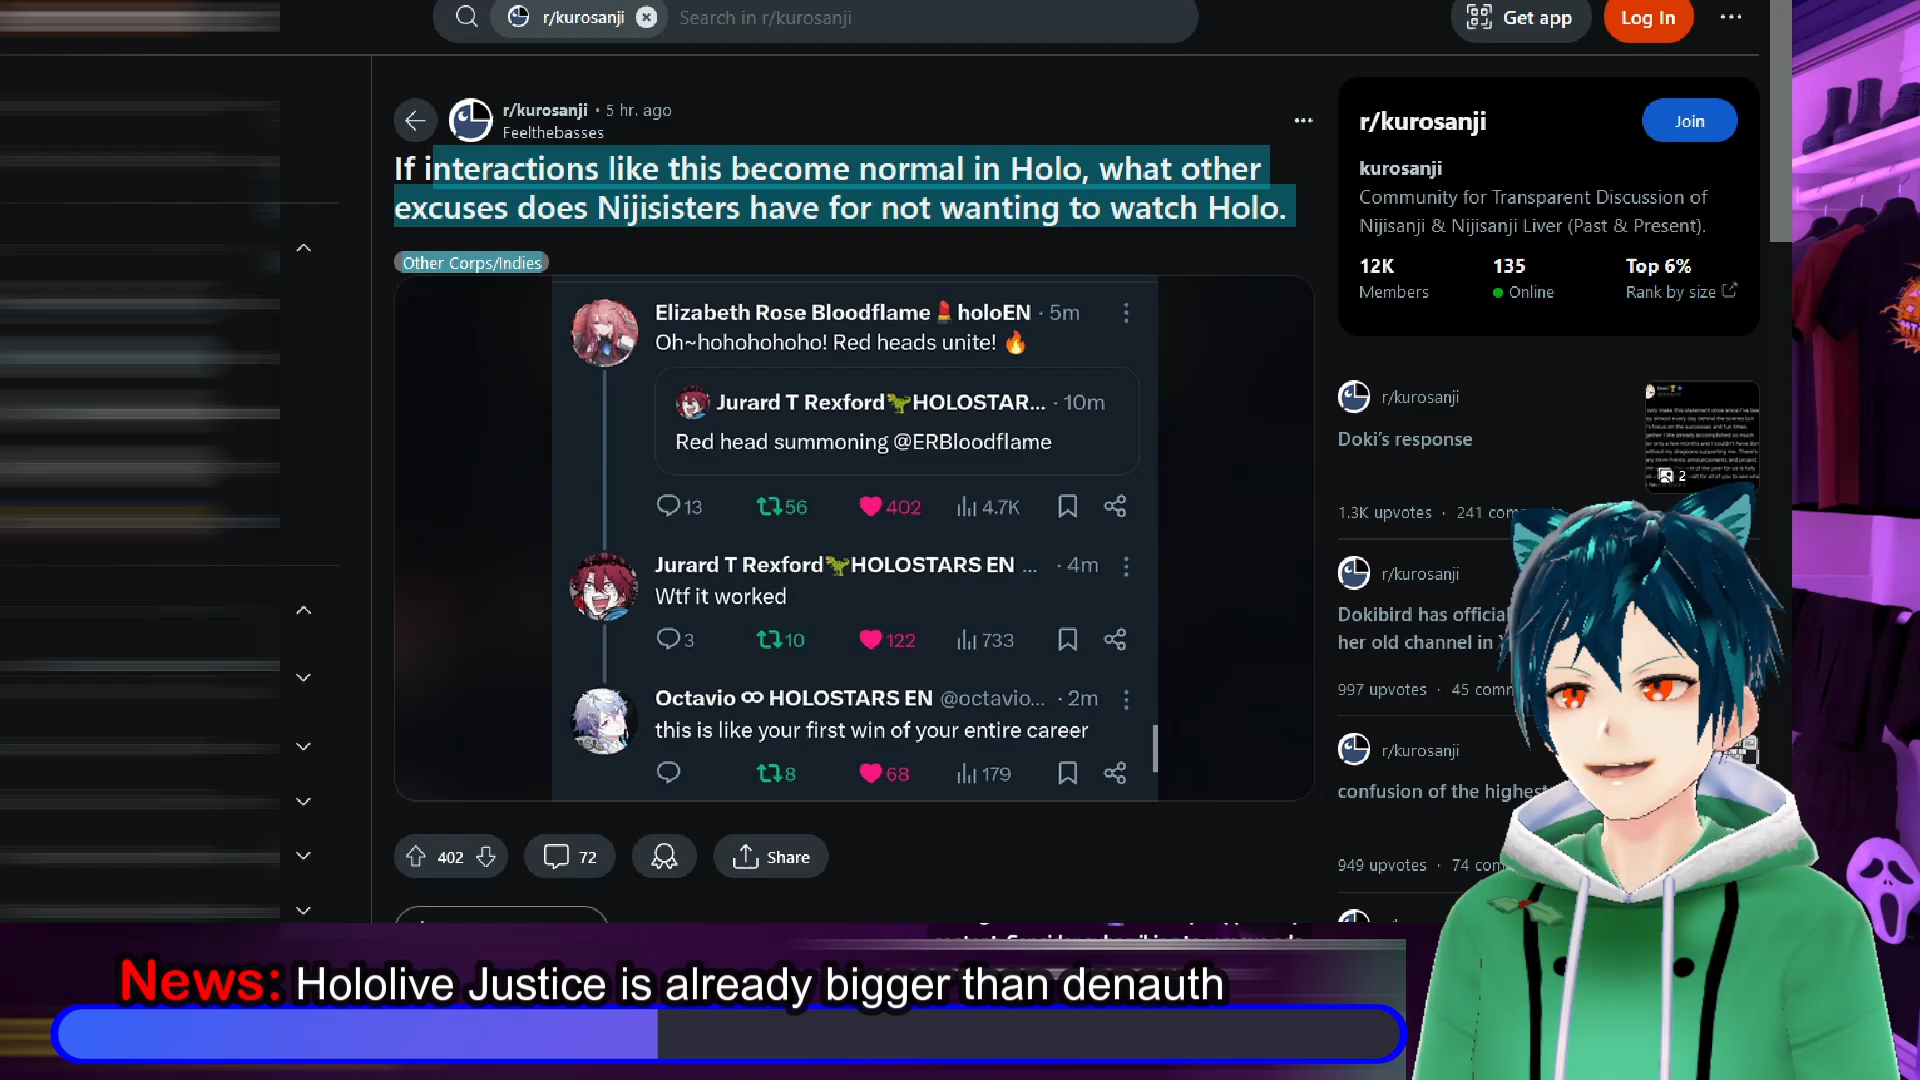 r/kurosanji
Search in r/kurosanji
Get app
Log In
r/kurosanji · 5 hr. ago
Feelthebasses
If interactions like this become normal in Holo, what other
excuses does Nijisisters have for not wanting to watch Holo.
Other Corps/Indies
Elizabeth Rose Bloodflame💄holoEN · 5m
Oh~hohohohoho! Red heads unite! 🔥
Jurard T Rexford🦖HOLOSTAR... · 10m
Red head summoning @ERBloodflame
13 56 402 4.7K
Jurard T Rexford🦖HOLOSTARS EN ... · 4m
Wtf it worked
3 10 122 733
Octavio ∞ HOLOSTARS EN @octavio... · 2m
this is like your first win of your entire career
8 68 179
402 72 Share
r/kurosanji
Join
kurosanji
Community for Transparent Discussion of
Nijisanji & Nijisanji Liver (Past & Present).
12K 135 Top 6%
Members Online Rank by size
r/kurosanji
Doki's response
2
1.3K upvotes · 241 com
r/kurosanji
Dokibird has official
her old channel in
997 upvotes · 45 comm
r/kurosanji
confusion of the highest
949 upvotes · 74 con
News: Hololive Justice is already bigger than denauth